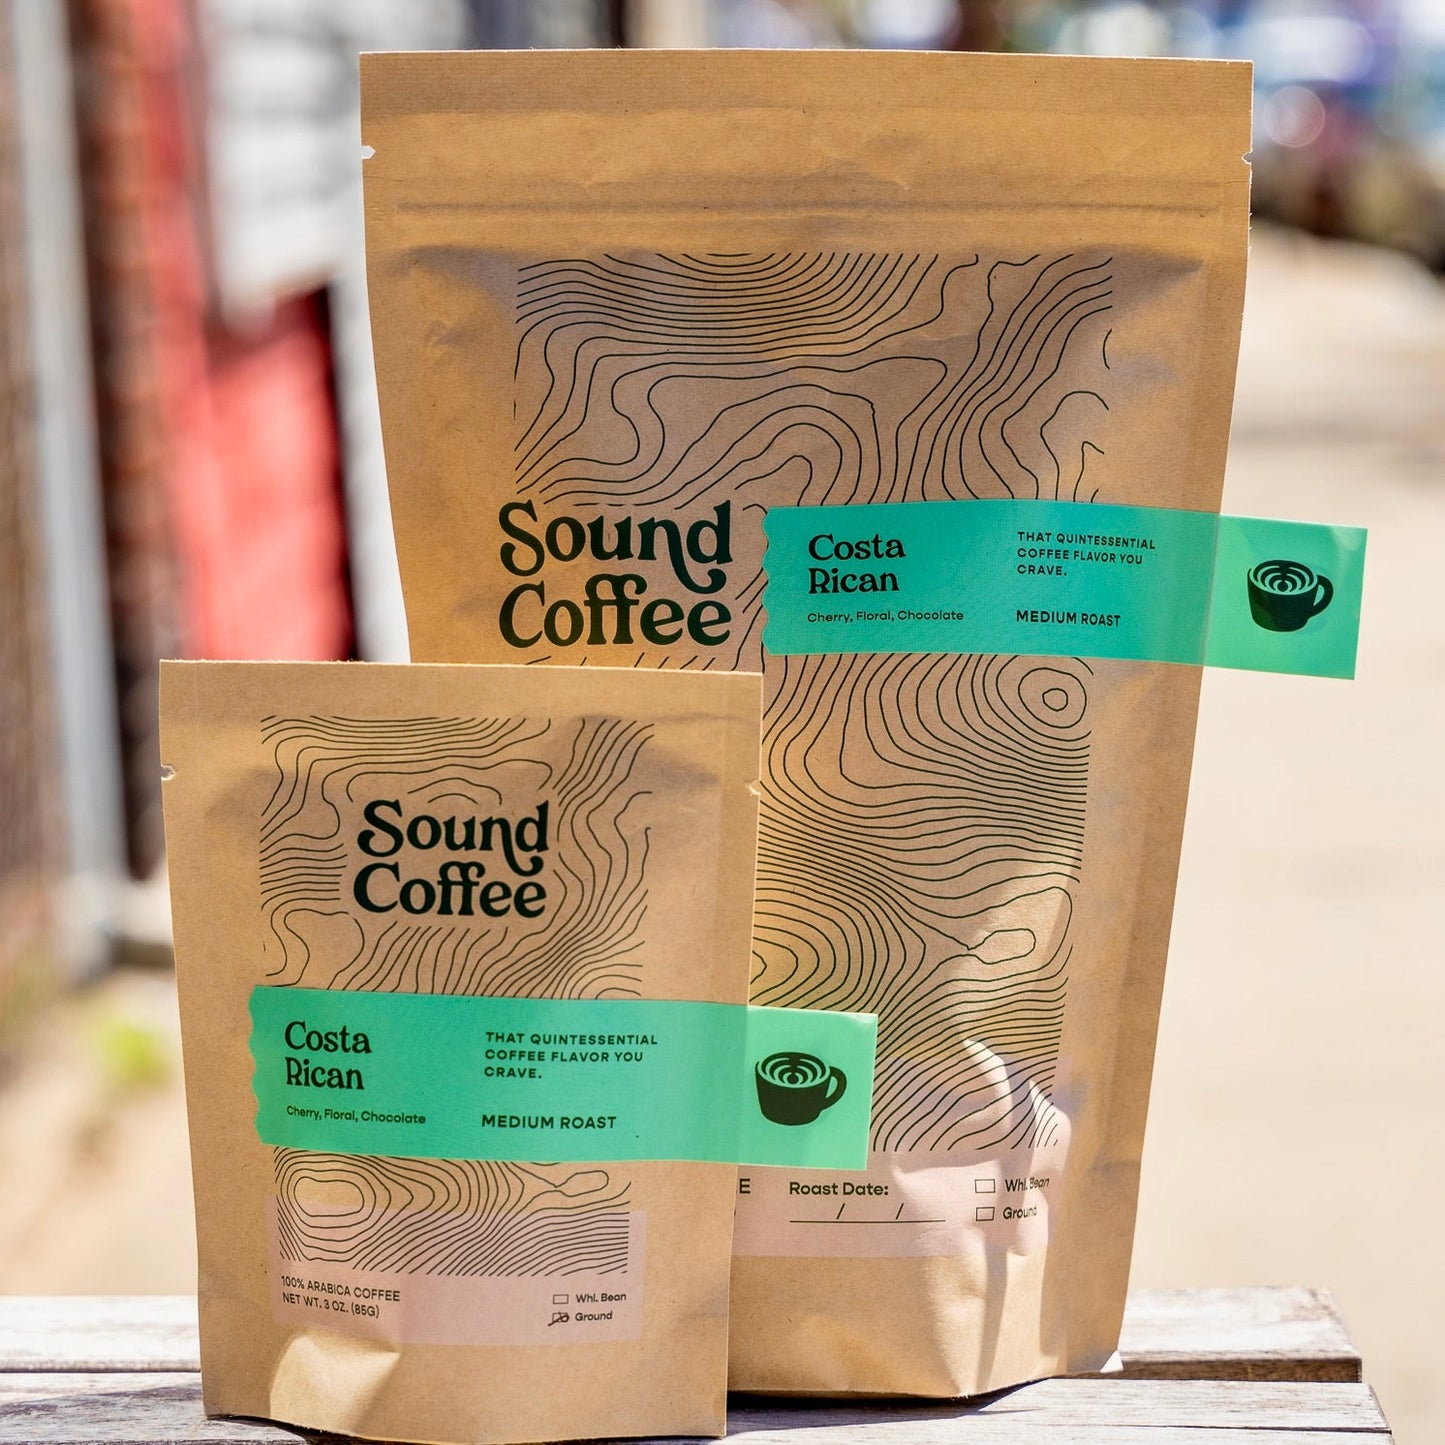 Sound
Coffee
Costa
Rican
Cherry, Floral, Chocolate
THAT QUINTESSENTIAL
COFFEE FLAVOR YOU
CRAVE.
MEDIUM ROAST
Roast Date:
/ /
Whl. Bean
Ground
Sound
Coffee
Costa
Rican
Cherry, Floral, Chocolate
THAT QUINTESSENTIAL
COFFEE FLAVOR YOU
CRAVE.
MEDIUM ROAST
100% ARABICA COFFEE
NET WT. 3 OZ. (85G)
Whl. Bean
Ground